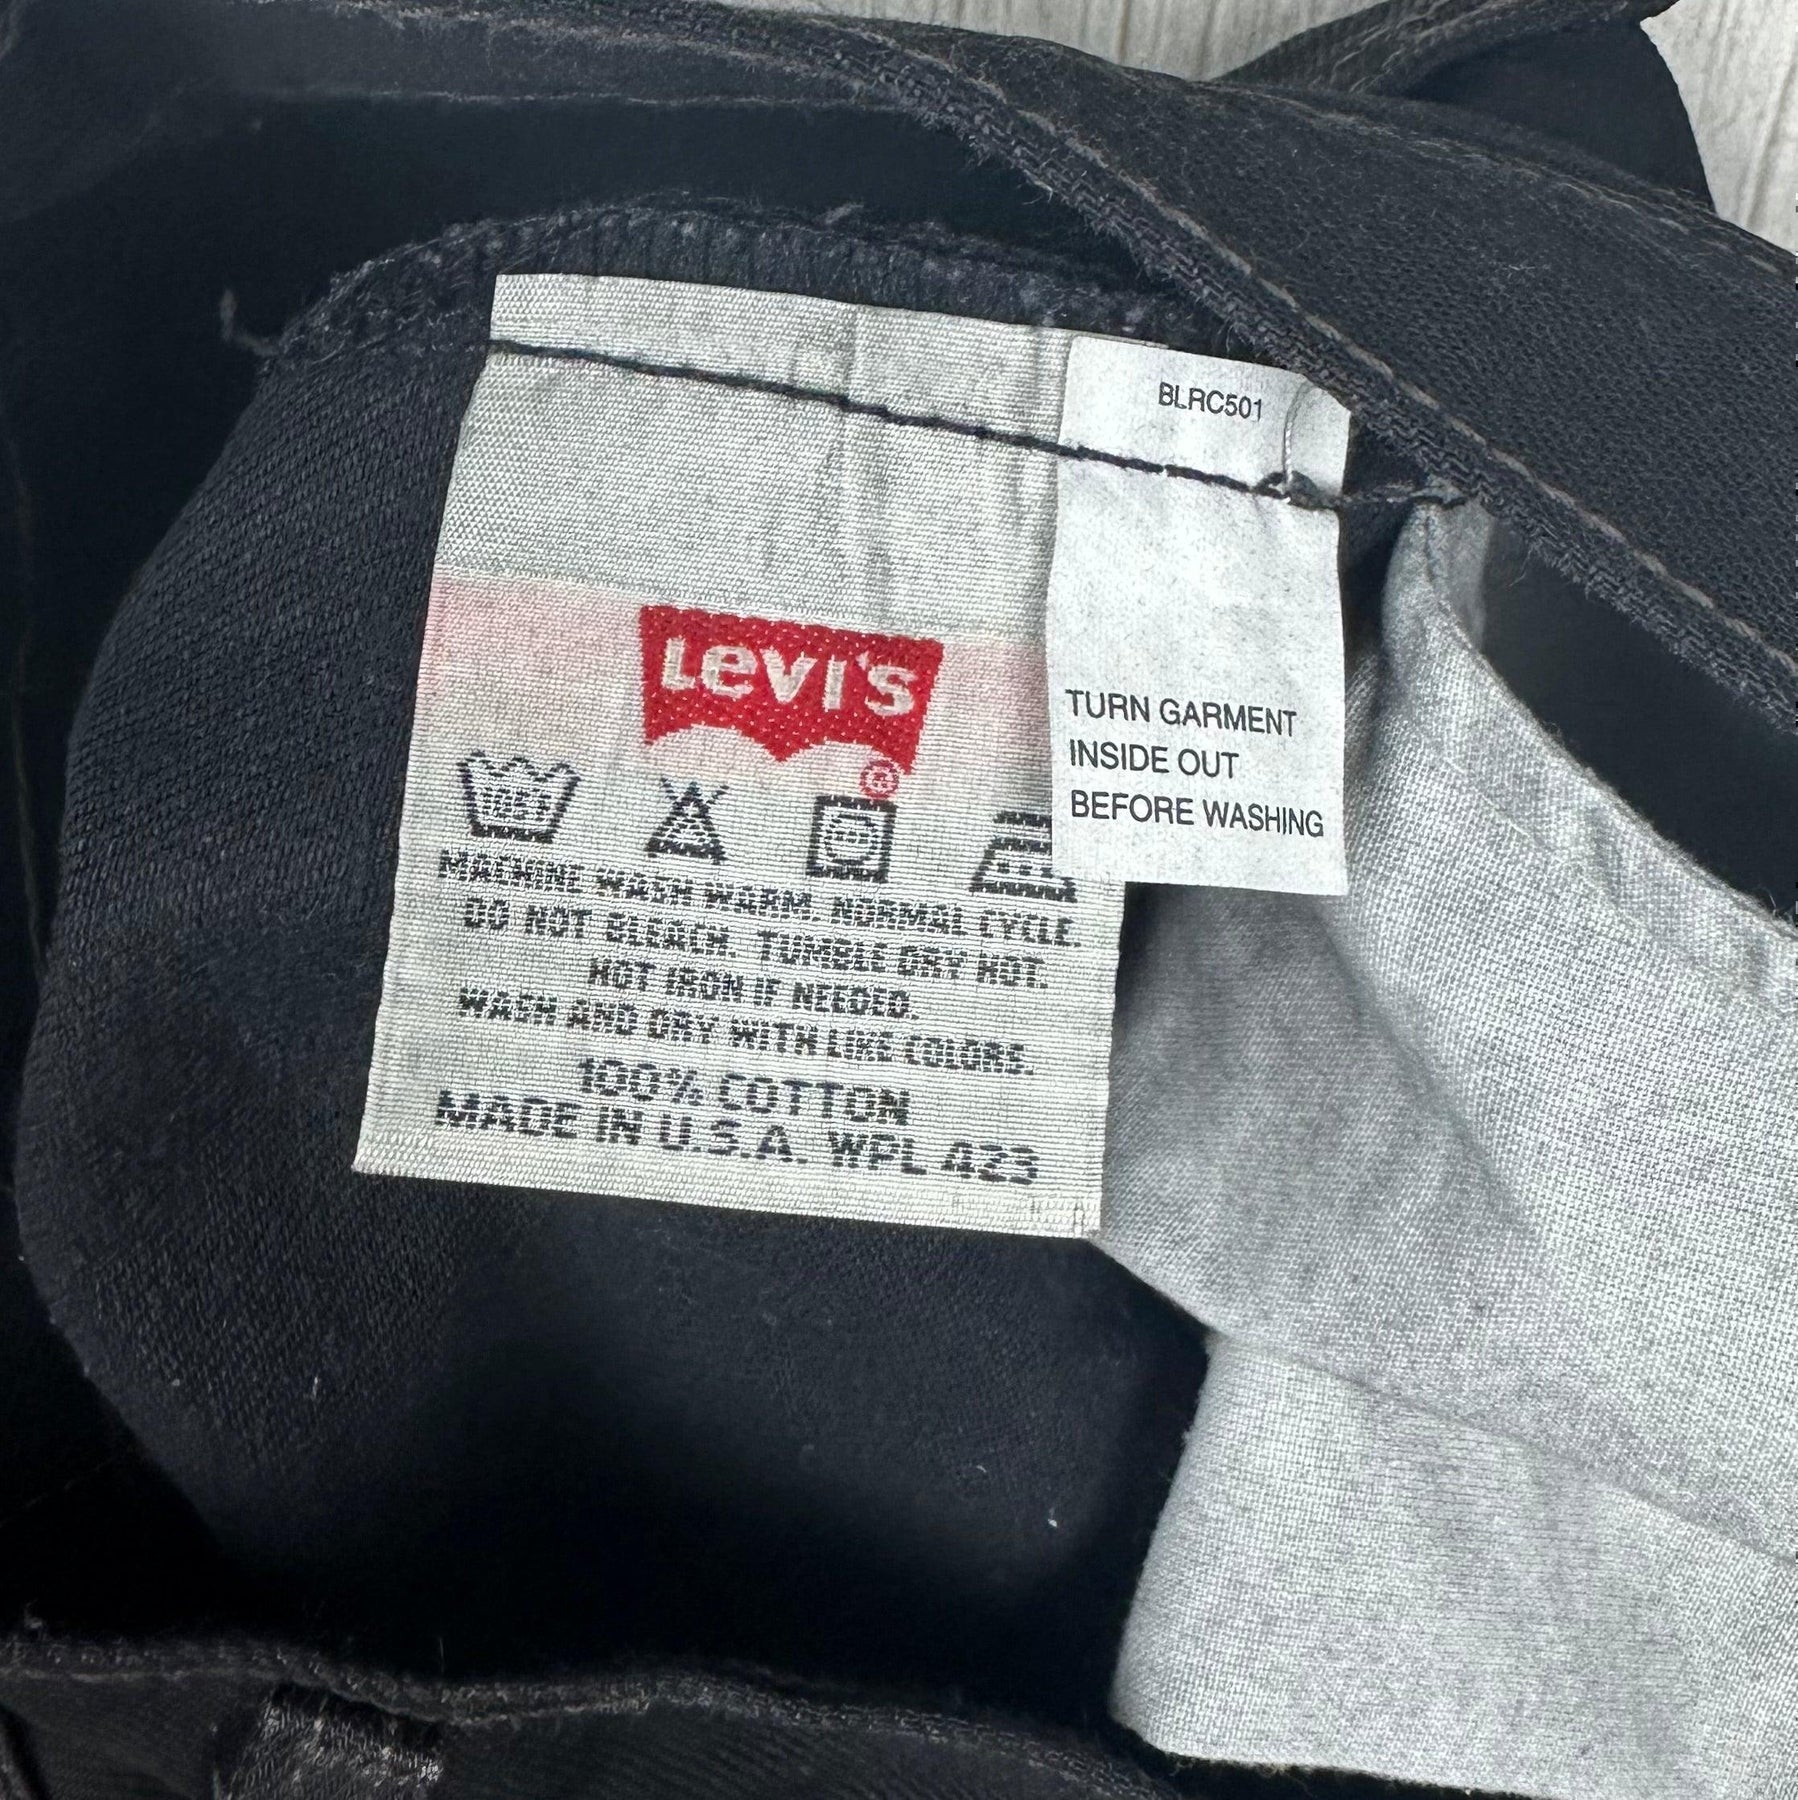 BLRC501
LEVI'S
®
105F
TURN GARMENT
INSIDE OUT
BEFORE WASHING
MACHINE WASH WARM. NORMAL CYCLE.
DO NOT BLEACH. TUMBLE DRY HOT.
HOT IRON IF NEEDED.
WASH AND DRY WITH LIKE COLORS.
100% COTTON
MADE IN U.S.A. WPL 423